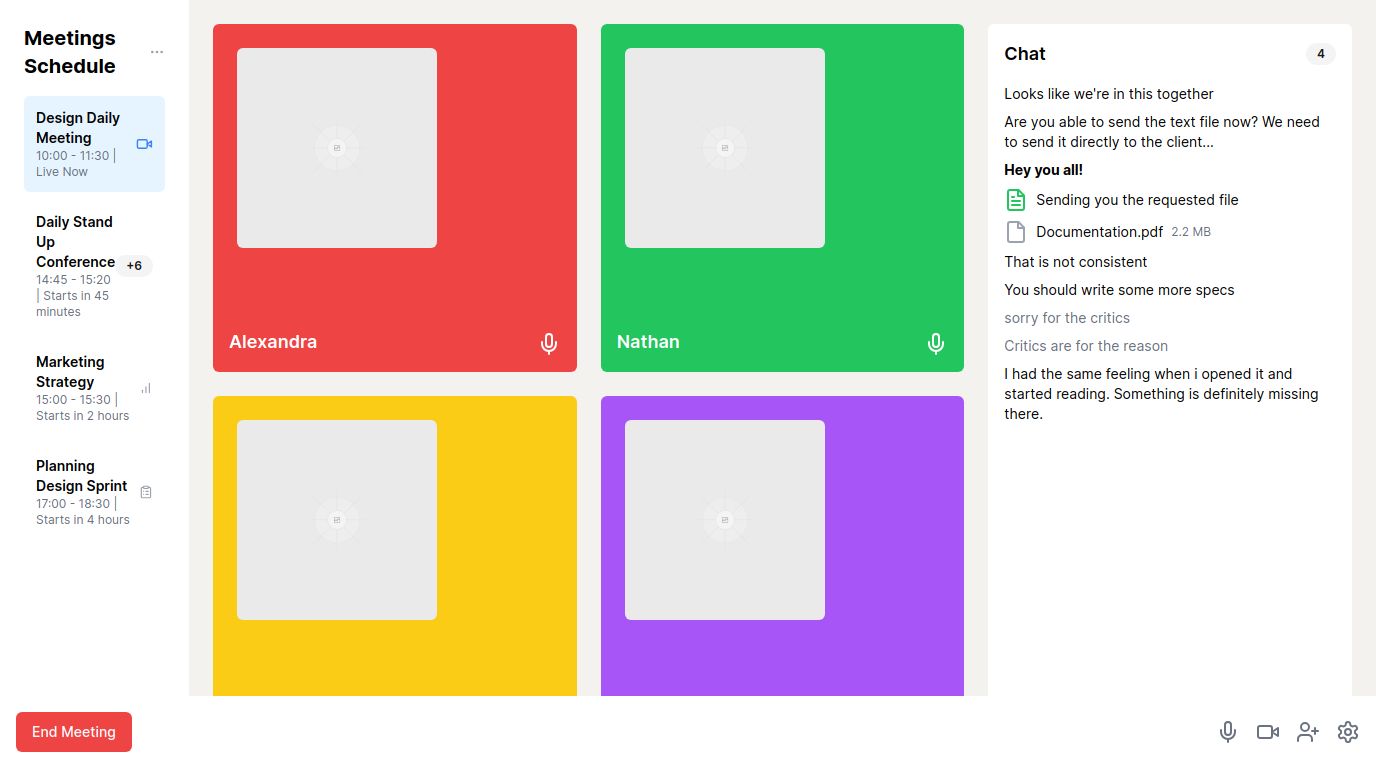 Meetings
Schedule
Design Daily
Meeting
10:00 - 11:30 |
Live Now
Daily Stand
Up
Conference
+6
14:45 - 15:20
| Starts in 45
minutes
Marketing
Strategy
15:00 - 15:30 |
Starts in 2 hours
Planning
Design Sprint
17:00 - 18:30 |
Starts in 4 hours
Alexandra
Nathan
Chat
4
Looks like we're in this together
Are you able to send the text file now? We need
to send it directly to the client...
Hey you all!
Sending you the requested file
Documentation.pdf 2.2 MB
That is not consistent
You should write some more specs
sorry for the critics
Critics are for the reason
I had the same feeling when i opened it and
started reading. Something is definitely missing
there.
End Meeting